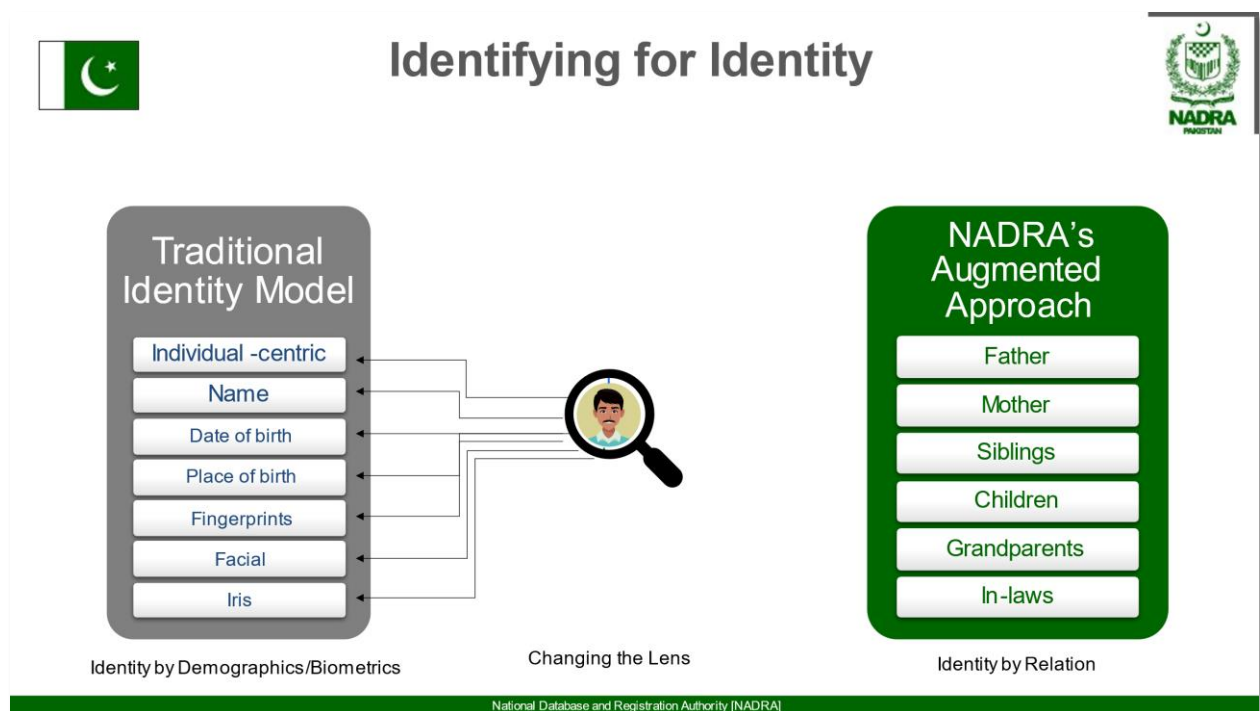 Identifying for Identity
NADRA
PAKISTAN
Traditional
Identity Model
Individual -centric
Name
Date of birth
Place of birth
Fingerprints
Facial
Iris
Identity by Demographics/Biometrics
Changing the Lens
NADRA's
Augmented
Approach
Father
Mother
Siblings
Children
Grandparents
In-laws
Identity by Relation
National Database and Registration Authority [NADRA]